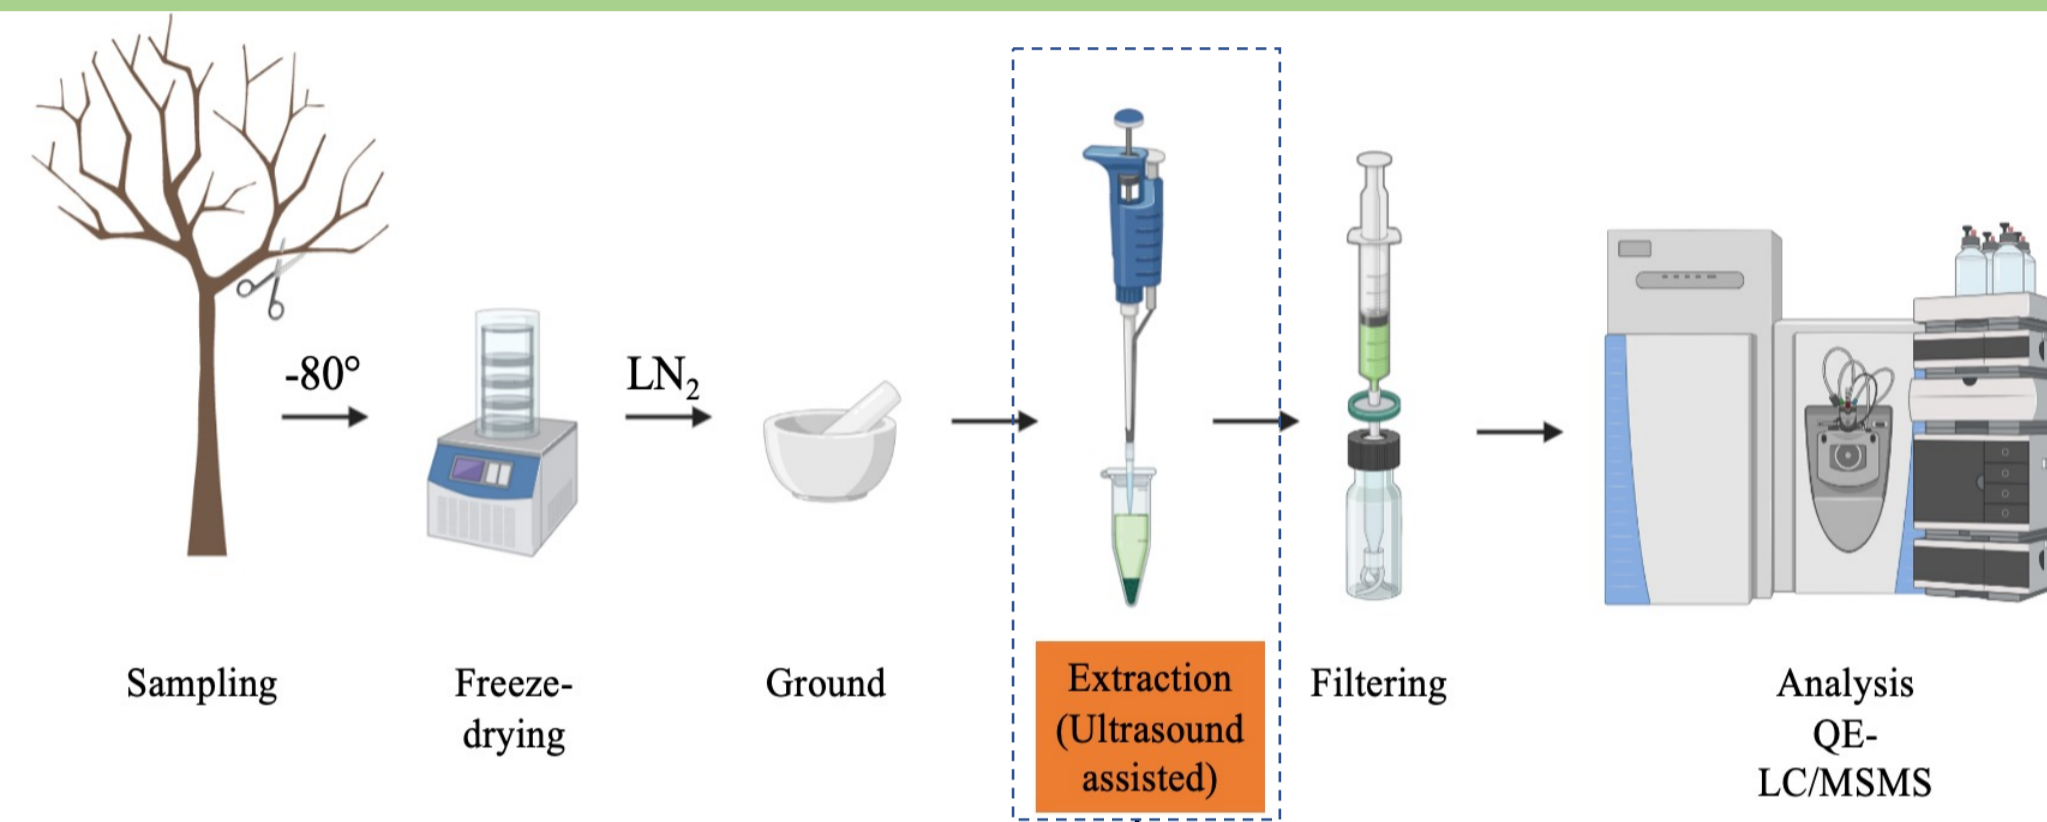 -80°
LN₂
Sampling
Freeze-
drying
Ground
Extraction
(Ultrasound
assisted)
Filtering
Analysis
QE-
LC/MSMS